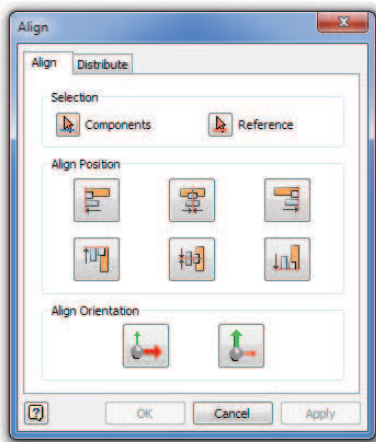 Align
Align Distribute
Selection
Components Reference
Align Position
Align Orientation
OK Cancel Apply